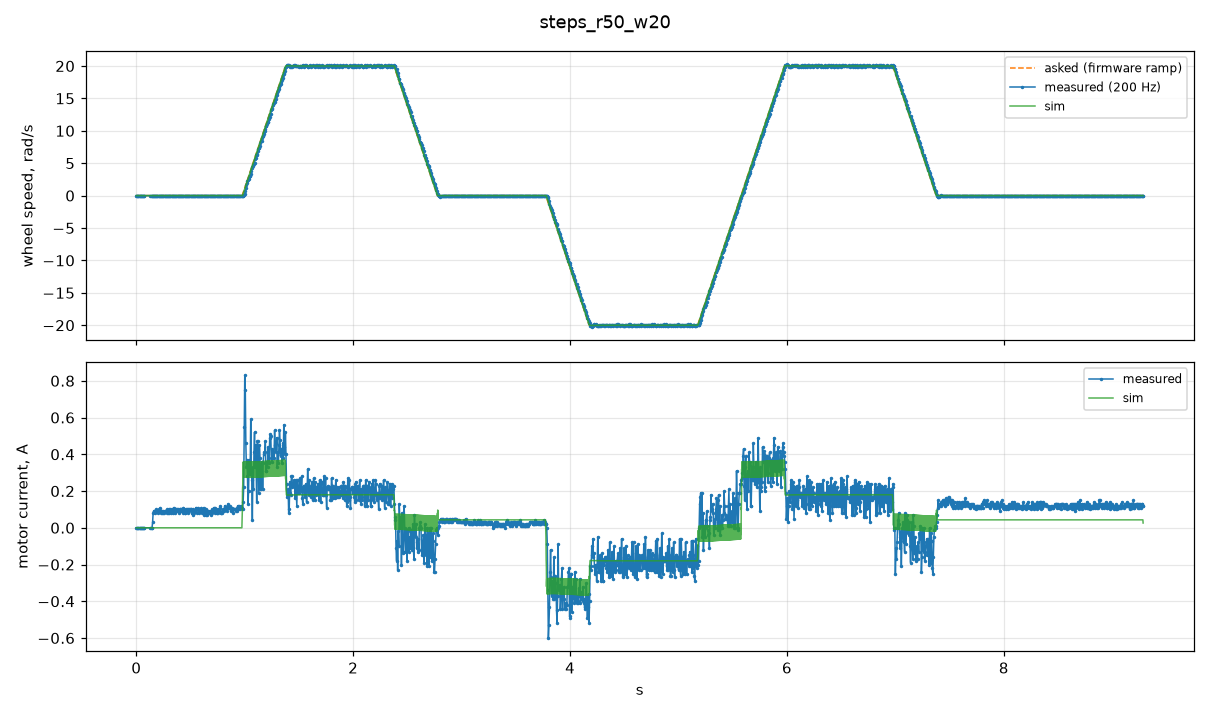 steps_r50_w20
wheel speed, rad/s
20
15
10
5
0
−5
−10
−15
−20
asked (firmware ramp)
measured (200 Hz)
sim
motor current, A
0.8
0.6
0.4
0.2
0.0
−0.2
−0.4
−0.6
measured
sim
0 2 4 6 8
s